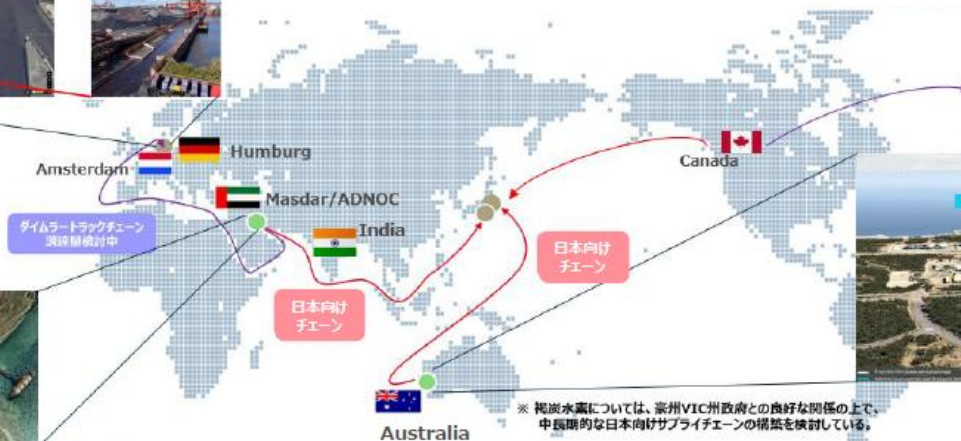 Amsterdam
Humburg
Masdar/ADNOC
India
Canada
ダイムラートラックチェーン
調達量検討中
日本向け
チェーン
日本向け
チェーン
Australia
※ 褐炭水素については、豪州VIC州政府との良好な関係の上で、
中長期的な日本向けサプライチェーンの構築を検討している。